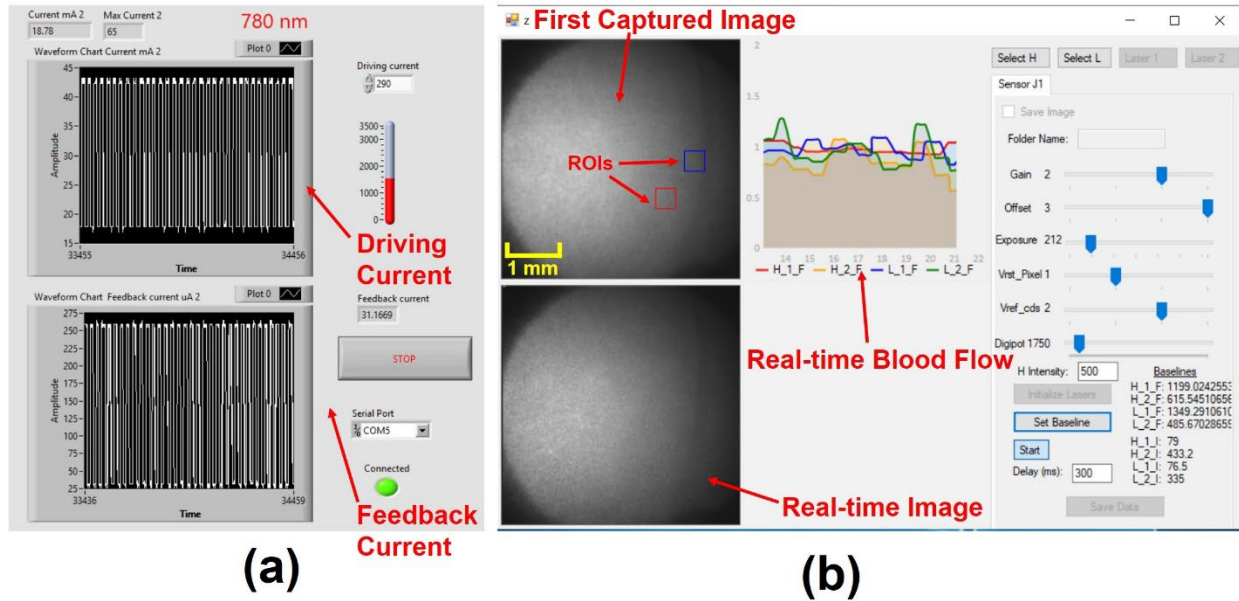 Current mA 2
Max Current 2
18.78
65
780 nm
Waveform Chart Current mA 2
Plot 0
45
40
35
30
25
20
15
Amplitude
33455
34456
Time
Driving current
290
3500
3000
2000
1000
0
Driving
Current
Waveform Chart Feedback current uA 2
Plot 0
275
250
225
200
175
150
125
100
75
50
25
Amplitude
33436
34459
Time
Feedback current
31.1669
STOP
Serial Port
COM5
Connected
Feedback
Current
(a)
z
First Captured Image
ROIs
1 mm
2
1.5
1
0.5
0
14 15 16 17 18 19 20 21 22
H_1_F H_2_F L_1_F L_2_F
Real-time Blood Flow
Real-time Image
Select H
Select L
Laser 1
Laser 2
Sensor J1
Save Image
Folder Name:
Gain 2
Offset 3
Exposure 212
Vrst_Pixel 1
Vref_cds 2
Digipot 1750
H Intensity: 500
Baselines
Initialize Lasers
H_1_F: 1199.0242553
H_2_F: 615.54510656
L_1_F: 1349.2910610
L_2_F: 485.67028659
Set Baseline
Start
H_1_I: 79
H_2_I: 433.2
L_1_I: 76.5
L_2_I: 335
Delay (ms): 300
Save Data
(b)